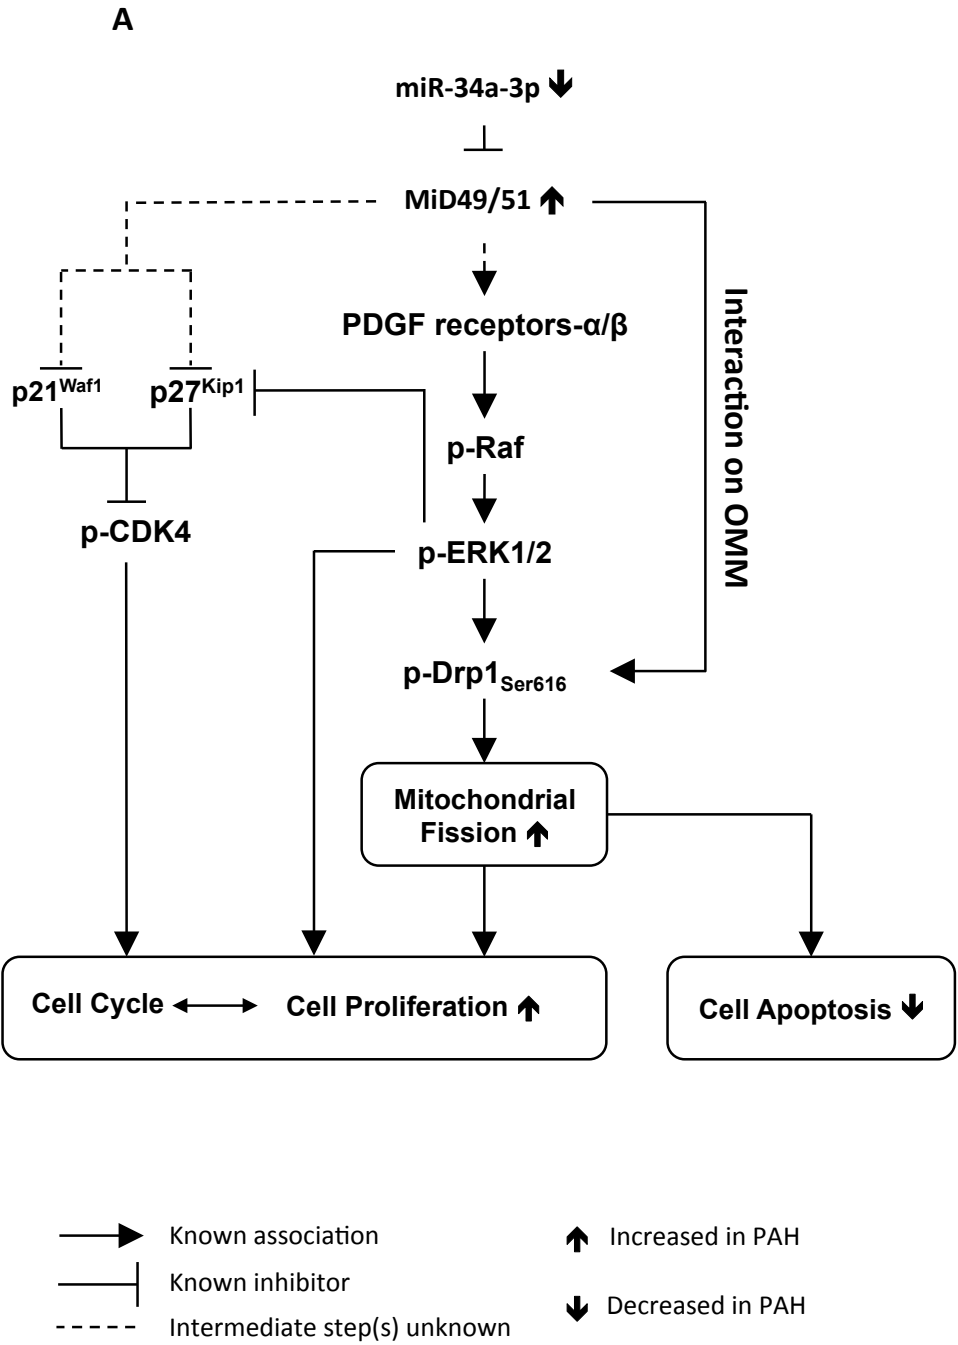 A
miR-34a-3p
MiD49/51
PDGF receptors-α/β
Interaction on OMM
p21Waf1
p27Kip1
p-Raf
p-CDK4
p-ERK1/2
p-Drp1Ser616
Mitochondrial
Fission
Cell Cycle
Cell Proliferation
Cell Apoptosis
Known association
Known inhibitor
Intermediate step(s) unknown
Increased in PAH
Decreased in PAH